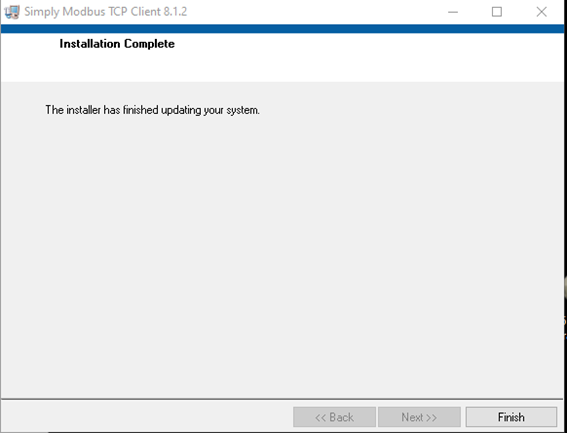 Simply Modbus TCP Client 8.1.2
Installation Complete
The installer has finished updating your system.
<< Back
Next >>
Finish